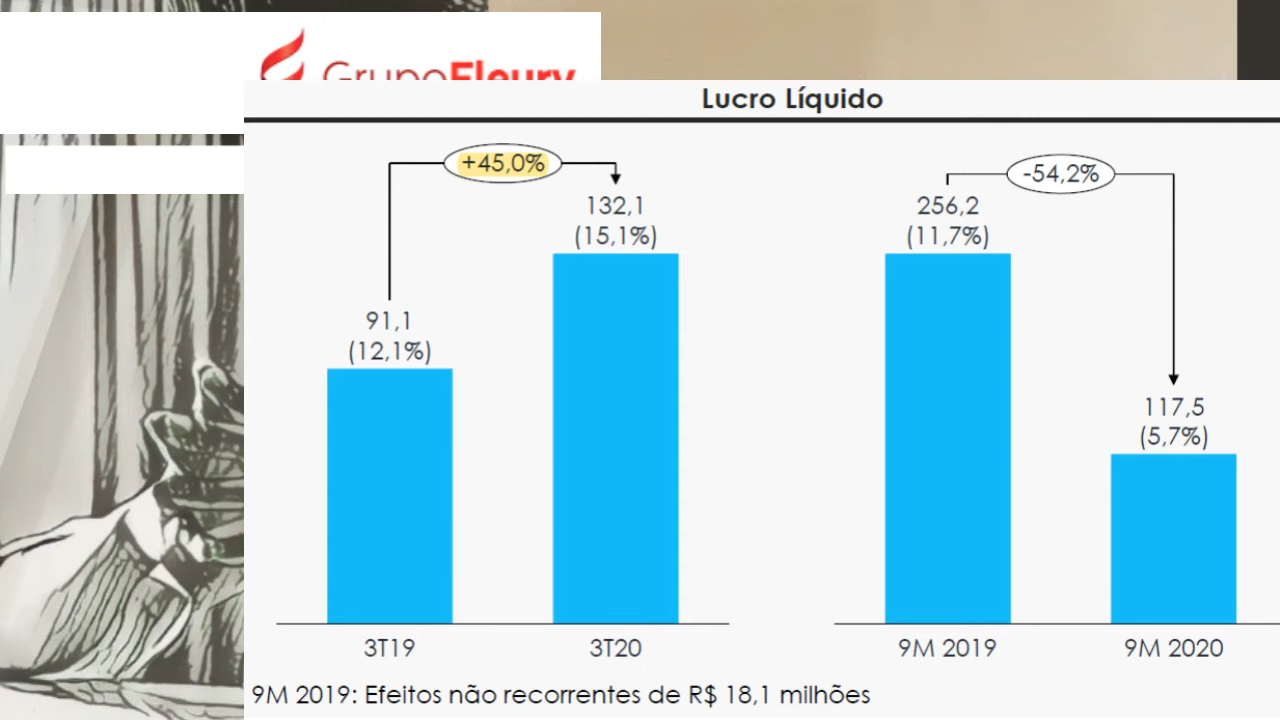 GrupoFleury
Lucro Líquido
+45,0%
-54,2%
132,1
(15,1%)
256,2
(11,7%)
91,1
(12,1%)
117,5
(5,7%)
3T19
3T20
9M 2019
9M 2020
9M 2019: Efeitos não recorrentes de R$ 18,1 milhões